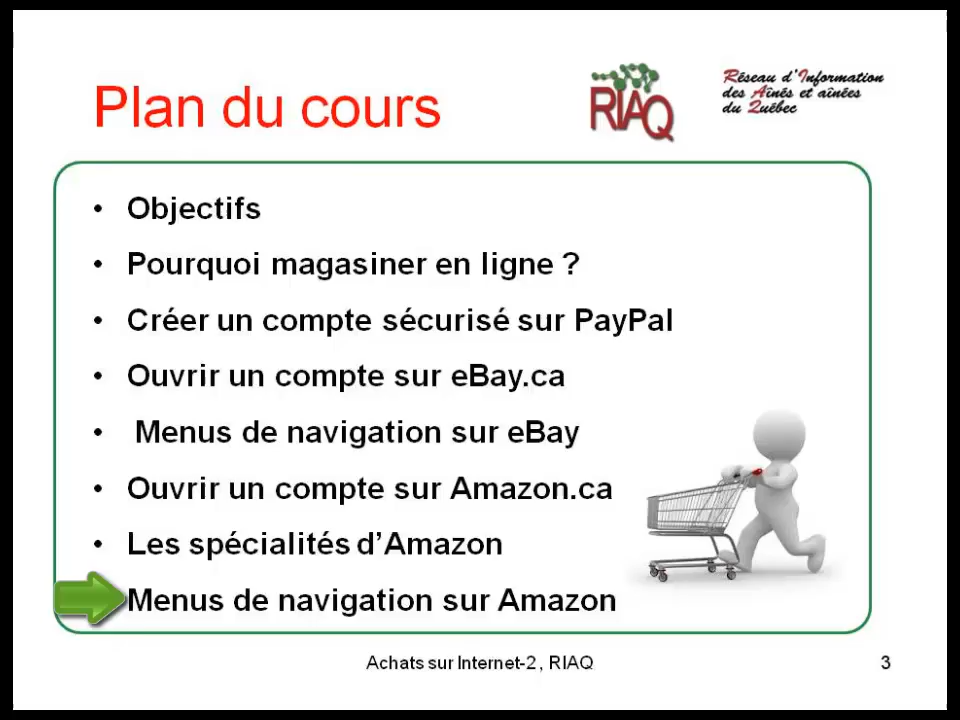 Plan du cours
RIAQ
Réseau d'Information
des Aînés et aînées
du Québec
• Objectifs
• Pourquoi magasiner en ligne ?
• Créer un compte sécurisé sur PayPal
• Ouvrir un compte sur eBay.ca
• Menus de navigation sur eBay
• Ouvrir un compte sur Amazon.ca
• Les spécialités d’Amazon
Menus de navigation sur Amazon
Achats sur Internet-2 , RIAQ
3